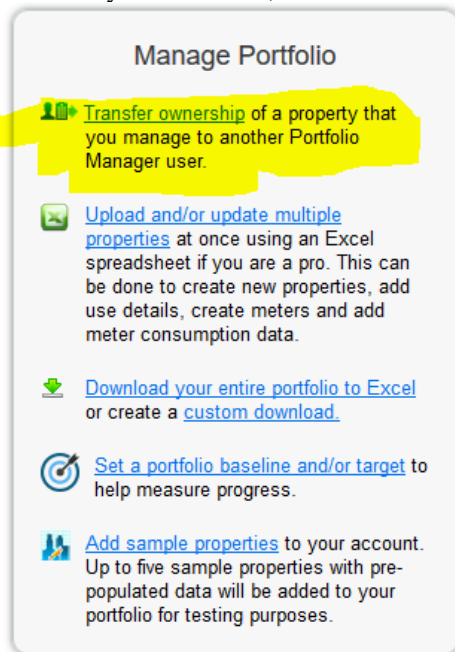 Manage Portfolio
Transfer ownership of a property that
you manage to another Portfolio
Manager user.
Upload and/or update multiple
properties at once using an Excel
spreadsheet if you are a pro. This can
be done to create new properties, add
use details, create meters and add
meter consumption data.
Download your entire portfolio to Excel
or create a custom download.
Set a portfolio baseline and/or target to
help measure progress.
Add sample properties to your account.
Up to five sample properties with pre-
populated data will be added to your
portfolio for testing purposes.